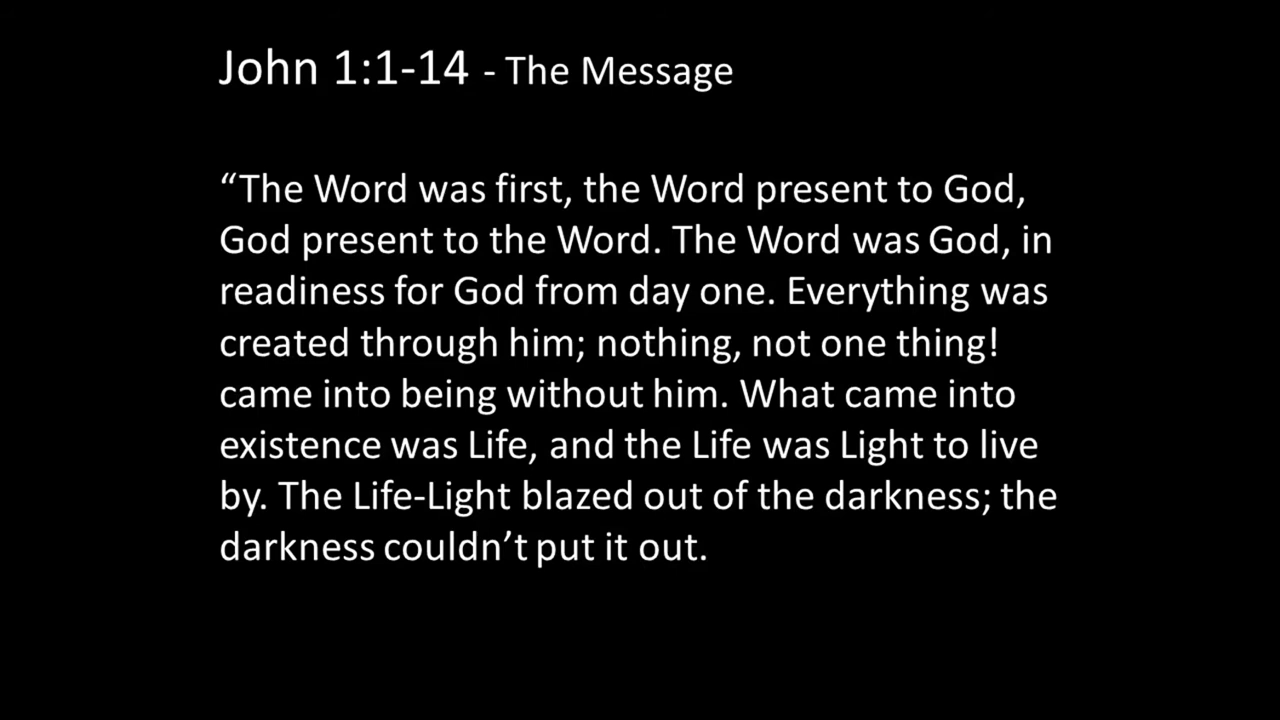 John 1:1-14 - The Message
“The Word was first, the Word present to God,
God present to the Word. The Word was God, in
readiness for God from day one. Everything was
created through him; nothing, not one thing!
came into being without him. What came into
existence was Life, and the Life was Light to live
by. The Life-Light blazed out of the darkness; the
darkness couldn’t put it out.